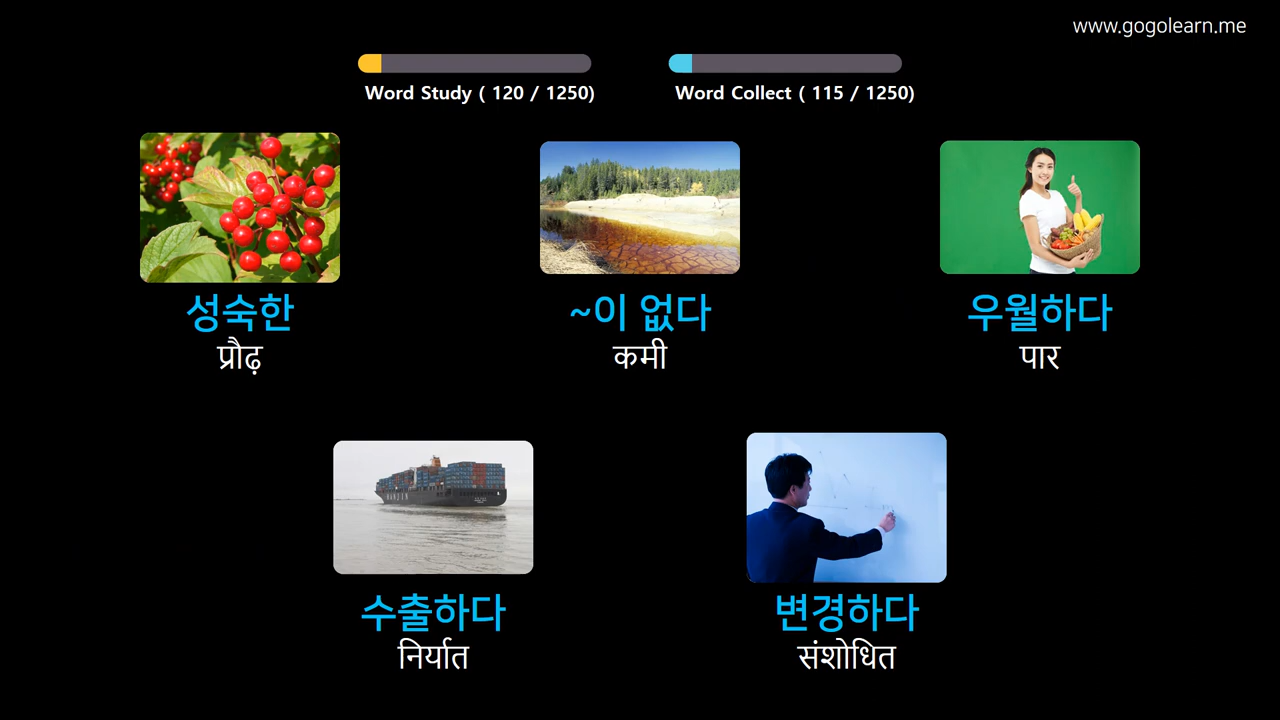 www.gogolearn.me
Word Study ( 120 / 1250)
Word Collect ( 115 / 1250)
성숙한
प्रौढ़
~이 없다
कमी
우월하다
पार
수출하다
निर्यात
변경하다
संशोधित